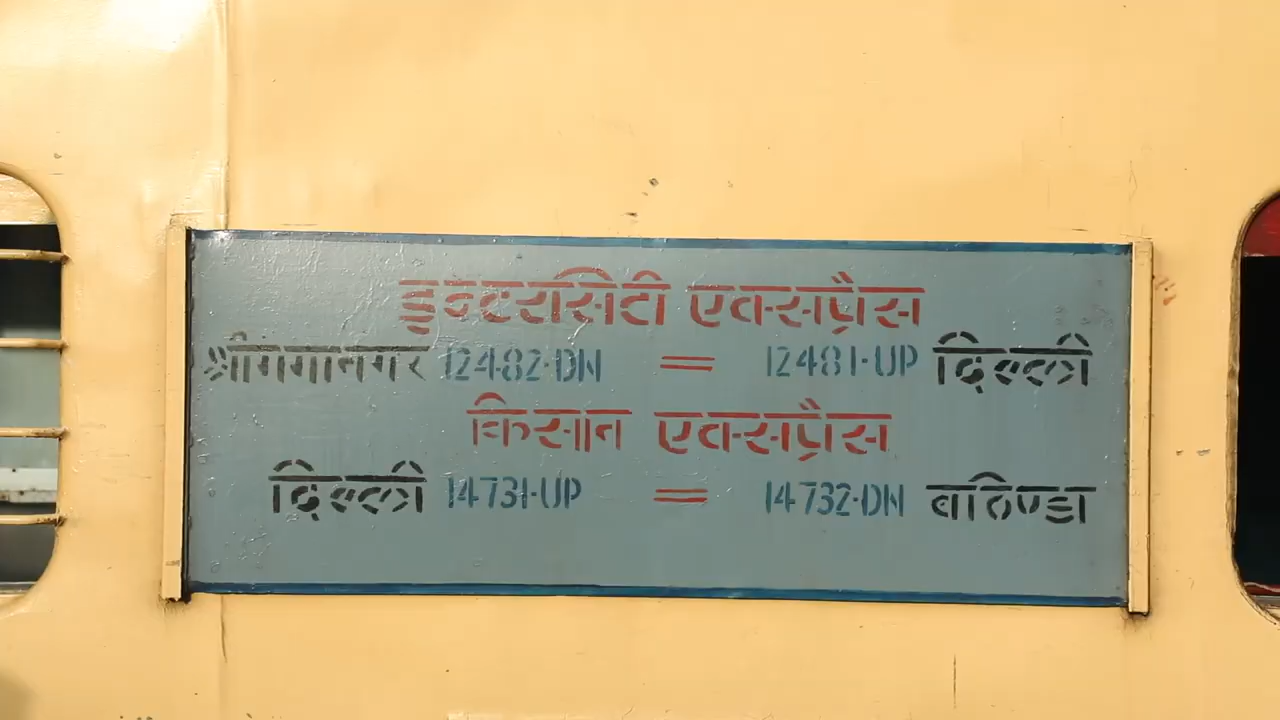 इन्टरसिटी एक्सप्रैस
श्रीगंगानगर 12482-DN = 12481-UP दिल्ली
किसान एक्सप्रैस
दिल्ली 14731-UP = 14732-DN बठिण्डा